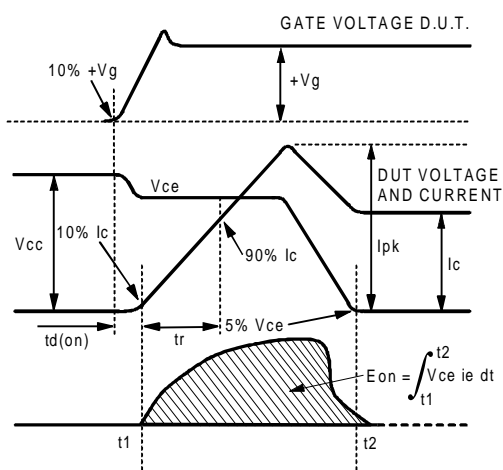 GATE VOLTAGE D.U.T.
10% +Vg
+Vg
DUT VOLTAGE
AND CURRENT
Vce
Vcc
10% Ic
90% Ic
Ipk
Ic
td(on)
tr
5% Vce
Eon = ∫ Vce ie dt
t2
t1
t1
t2